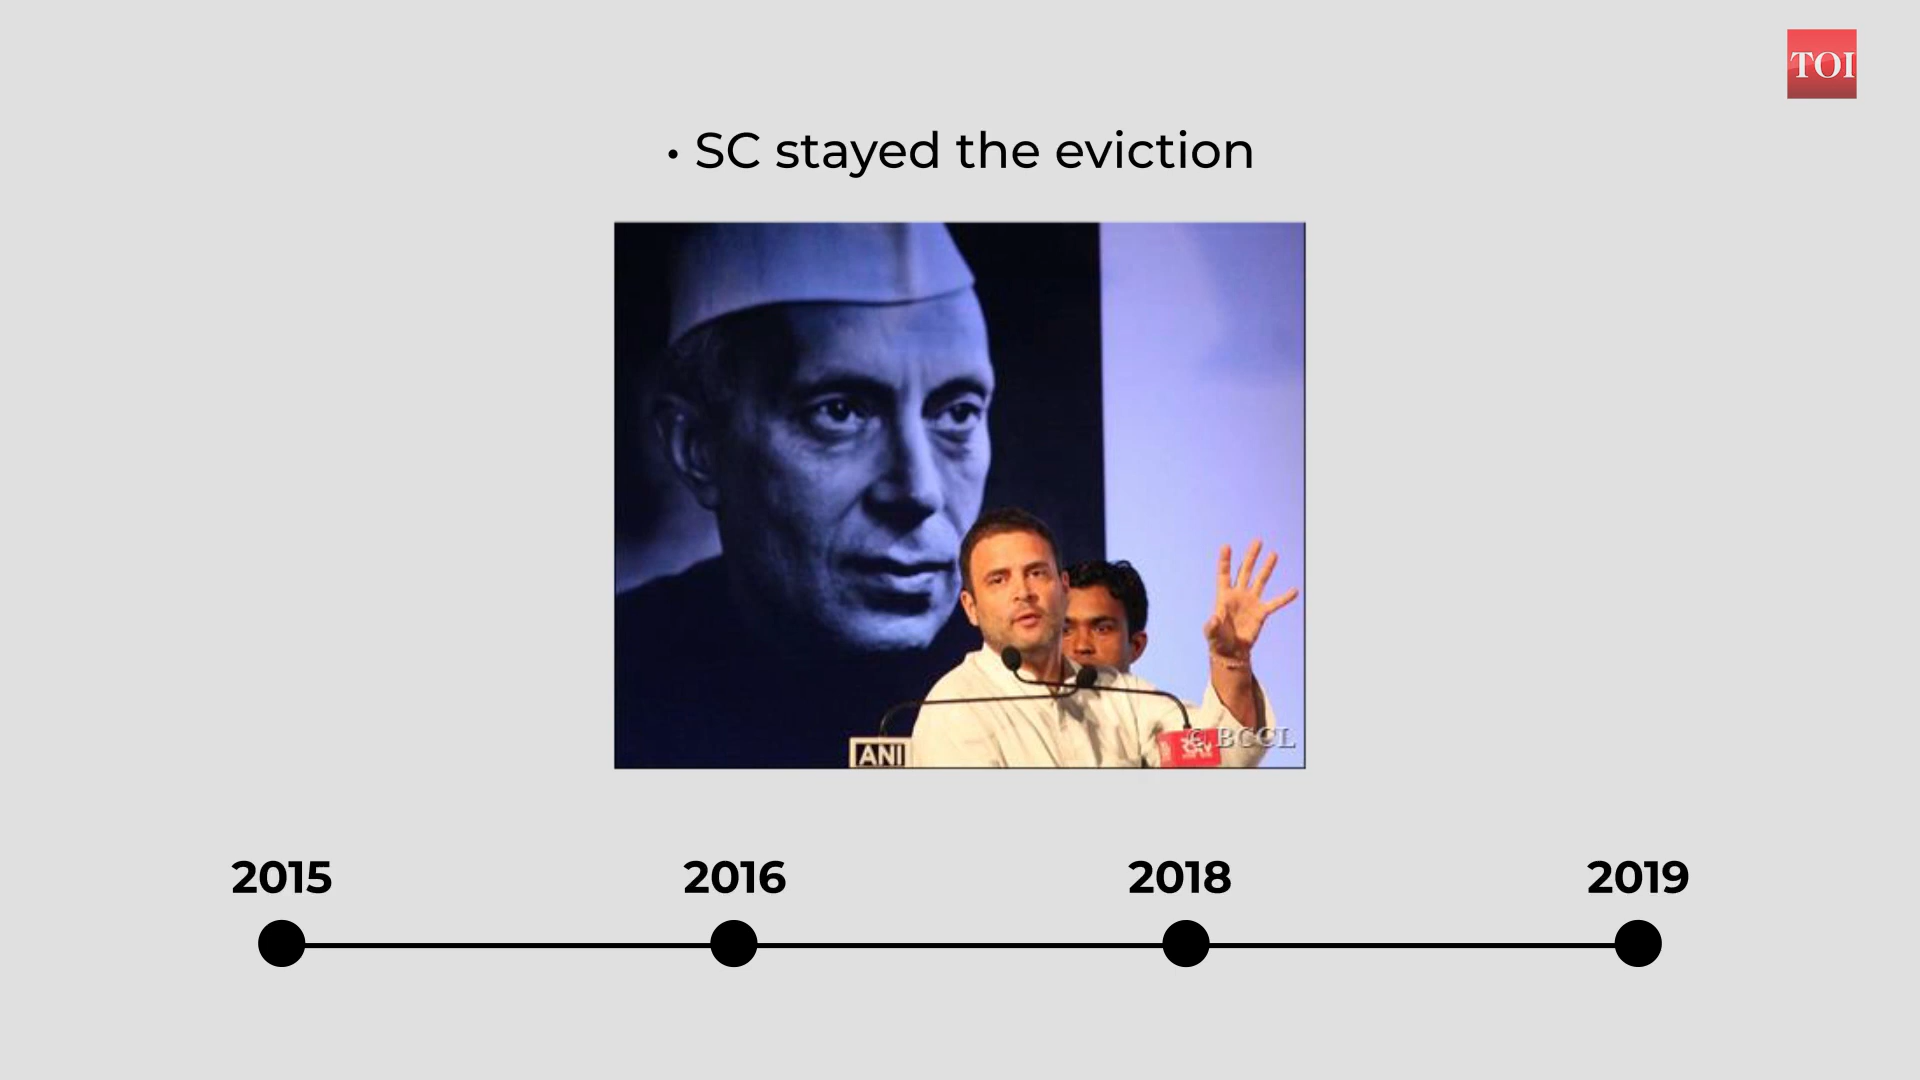 TOI
• SC stayed the eviction
ANI
© BCCL
2015 2016 2018 2019